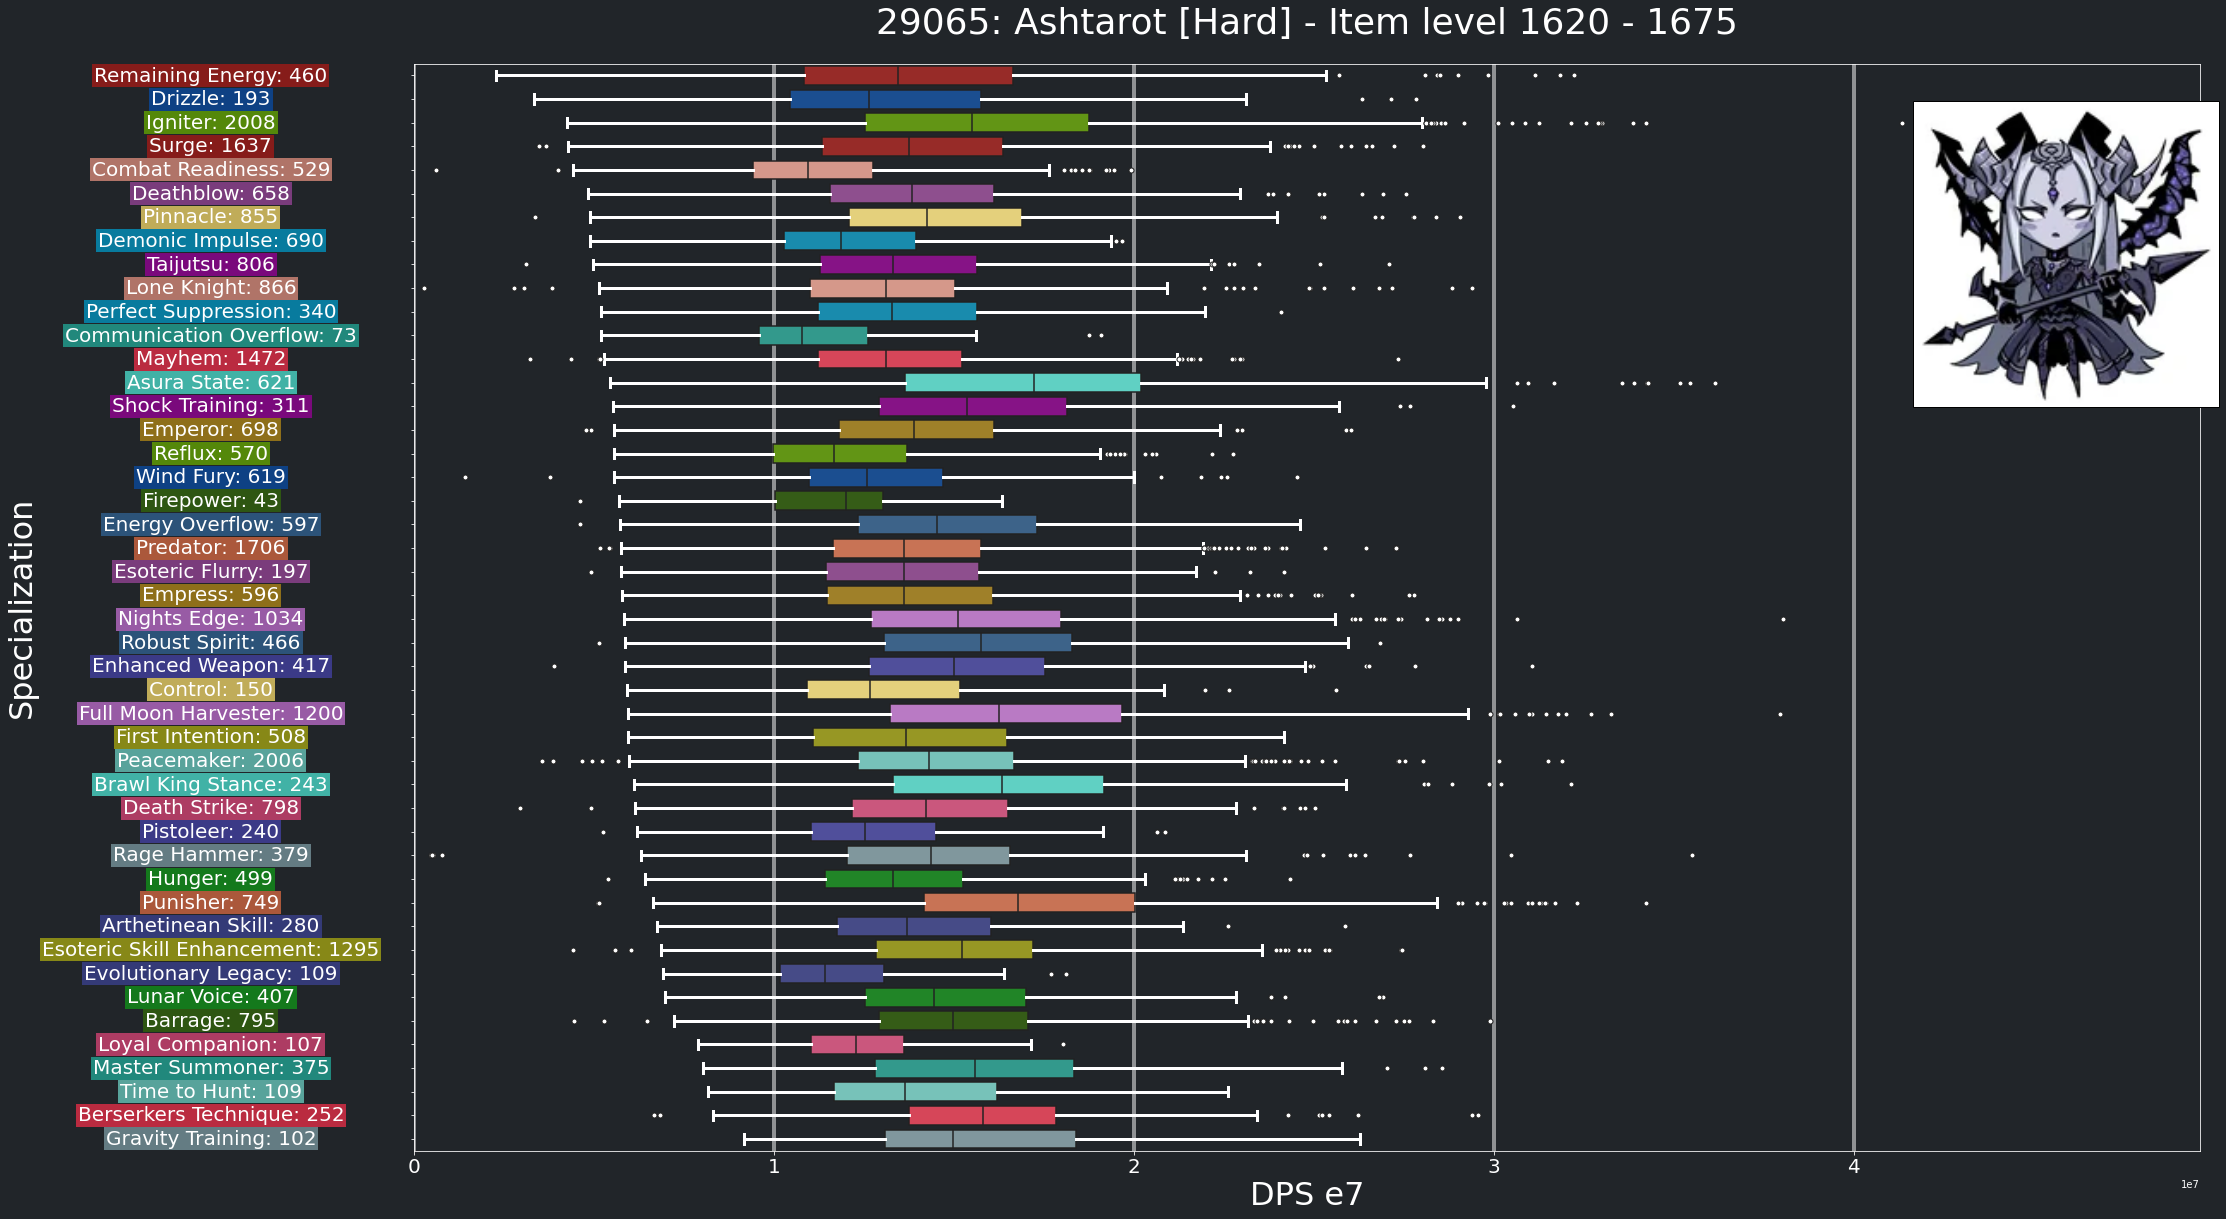 29065: Ashtarot [Hard] - Item level 1620 - 1675
Remaining Energy: 460
Drizzle: 193
Igniter: 2008
Surge: 1637
Combat Readiness: 529
Deathblow: 658
Pinnacle: 855
Demonic Impulse: 690
Taijutsu: 806
Lone Knight: 866
Perfect Suppression: 340
Communication Overflow: 73
Mayhem: 1472
Asura State: 621
Shock Training: 311
Emperor: 698
Reflux: 570
Wind Fury: 619
Firepower: 43
Energy Overflow: 597
Predator: 1706
Esoteric Flurry: 197
Empress: 596
Nights Edge: 1034
Robust Spirit: 466
Enhanced Weapon: 417
Control: 150
Full Moon Harvester: 1200
First Intention: 508
Peacemaker: 2006
Brawl King Stance: 243
Death Strike: 798
Pistoleer: 240
Rage Hammer: 379
Hunger: 499
Punisher: 749
Arthetinean Skill: 280
Esoteric Skill Enhancement: 1295
Evolutionary Legacy: 109
Lunar Voice: 407
Barrage: 795
Loyal Companion: 107
Master Summoner: 375
Time to Hunt: 109
Berserkers Technique: 252
Gravity Training: 102
Specialization
0 1 2 3 4
DPS e7
1e7